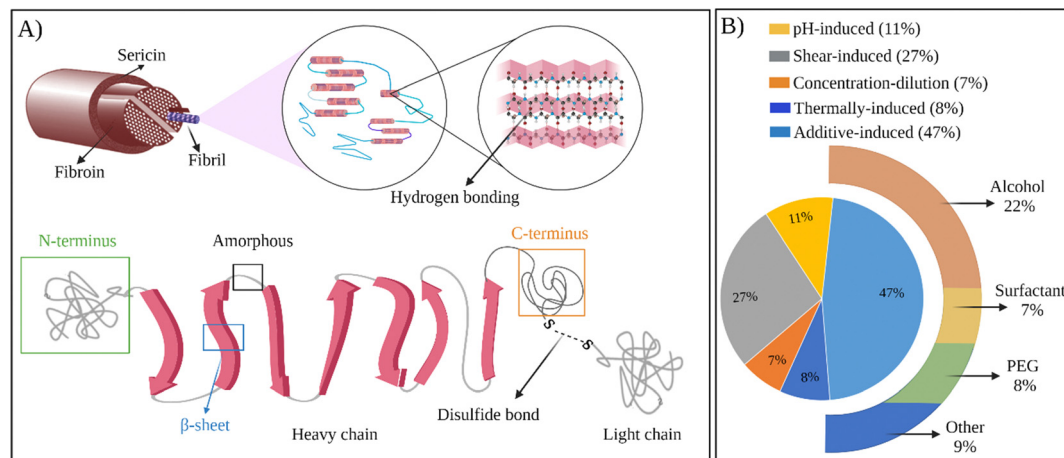 A)
Sericin
Fibroin
Fibril
Hydrogen bonding
N-terminus
Amorphous
C-terminus
S
S
β-sheet
Heavy chain
Disulfide bond
Light chain
B)
pH-induced (11%)
Shear-induced (27%)
Concentration-dilution (7%)
Thermally-induced (8%)
Additive-induced (47%)
Alcohol
22%
11%
27%
47%
7%
8%
Surfactant
7%
PEG
8%
Other
9%